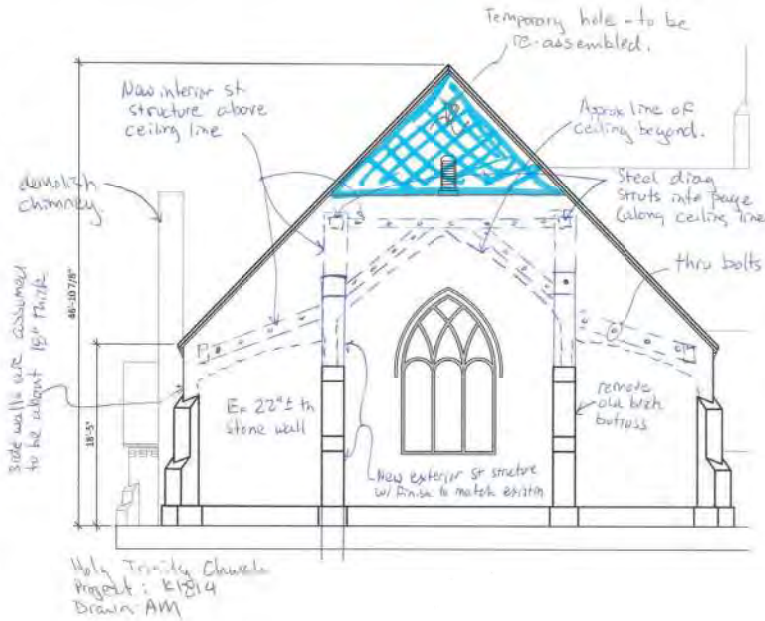 Temporary hole - to be
re-assembled.
New interior st
structure above
ceiling line
Approx line of
ceiling beyond.
demolish
chimney
Steel diag
struts into page
(along ceiling line
thru bolts
46'-10 7/8"
18'-5"
side walls are assumed
to be about 18" thick
Ex 22"± th
stone wall
remove
old brick
New exterior st structure
w/ finish to match existin
Holy Trinity Church
Project:
Drawn: AM